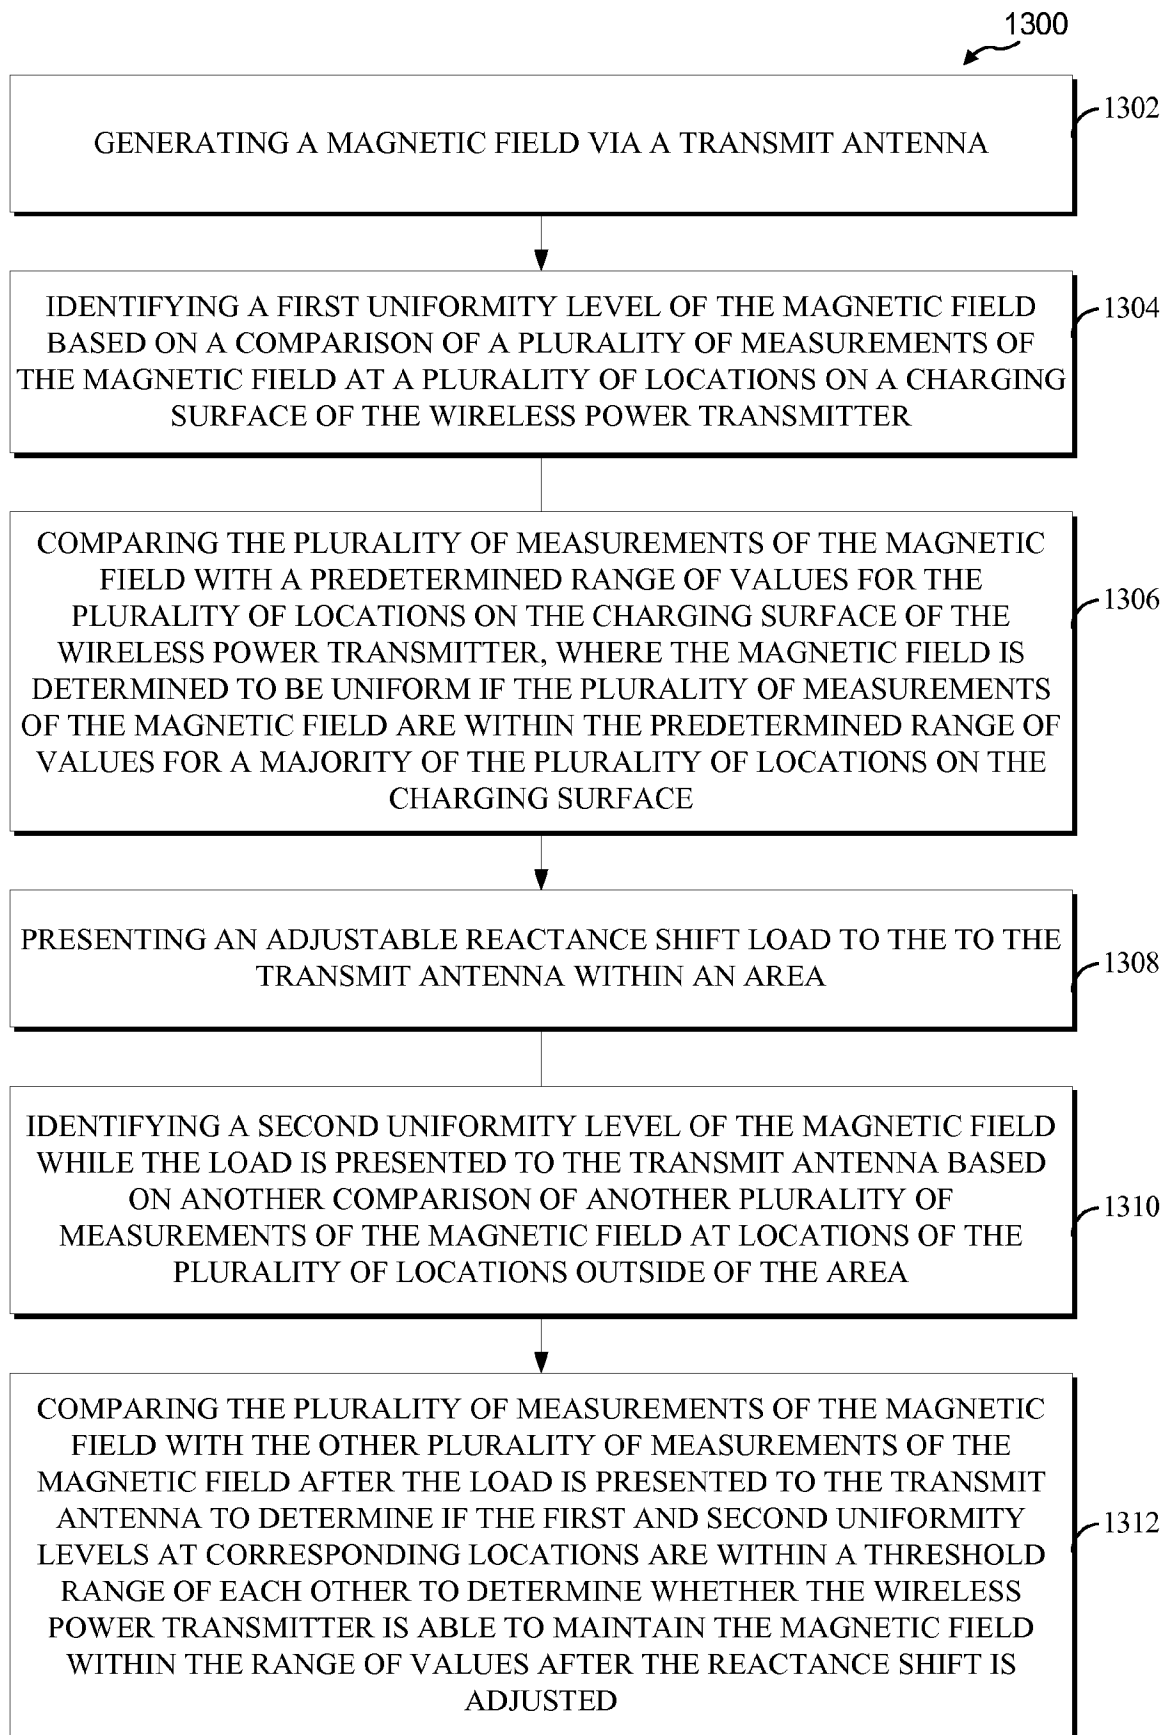 1300
GENERATING A MAGNETIC FIELD VIA A TRANSMIT ANTENNA
1302
IDENTIFYING A FIRST UNIFORMITY LEVEL OF THE MAGNETIC FIELD
BASED ON A COMPARISON OF A PLURALITY OF MEASUREMENTS OF
THE MAGNETIC FIELD AT A PLURALITY OF LOCATIONS ON A CHARGING
SURFACE OF THE WIRELESS POWER TRANSMITTER
1304
COMPARING THE PLURALITY OF MEASUREMENTS OF THE MAGNETIC
FIELD WITH A PREDETERMINED RANGE OF VALUES FOR THE
PLURALITY OF LOCATIONS ON THE CHARGING SURFACE OF THE
WIRELESS POWER TRANSMITTER, WHERE THE MAGNETIC FIELD IS
DETERMINED TO BE UNIFORM IF THE PLURALITY OF MEASUREMENTS
OF THE MAGNETIC FIELD ARE WITHIN THE PREDETERMINED RANGE OF
VALUES FOR A MAJORITY OF THE PLURALITY OF LOCATIONS ON THE
CHARGING SURFACE
1306
PRESENTING AN ADJUSTABLE REACTANCE SHIFT LOAD TO THE TO THE
TRANSMIT ANTENNA WITHIN AN AREA
1308
IDENTIFYING A SECOND UNIFORMITY LEVEL OF THE MAGNETIC FIELD
WHILE THE LOAD IS PRESENTED TO THE TRANSMIT ANTENNA BASED
ON ANOTHER COMPARISON OF ANOTHER PLURALITY OF
MEASUREMENTS OF THE MAGNETIC FIELD AT LOCATIONS OF THE
PLURALITY OF LOCATIONS OUTSIDE OF THE AREA
1310
COMPARING THE PLURALITY OF MEASUREMENTS OF THE MAGNETIC
FIELD WITH THE OTHER PLURALITY OF MEASUREMENTS OF THE
MAGNETIC FIELD AFTER THE LOAD IS PRESENTED TO THE TRANSMIT
ANTENNA TO DETERMINE IF THE FIRST AND SECOND UNIFORMITY
LEVELS AT CORRESPONDING LOCATIONS ARE WITHIN A THRESHOLD
RANGE OF EACH OTHER TO DETERMINE WHETHER THE WIRELESS
POWER TRANSMITTER IS ABLE TO MAINTAIN THE MAGNETIC FIELD
WITHIN THE RANGE OF VALUES AFTER THE REACTANCE SHIFT IS
ADJUSTED
1312